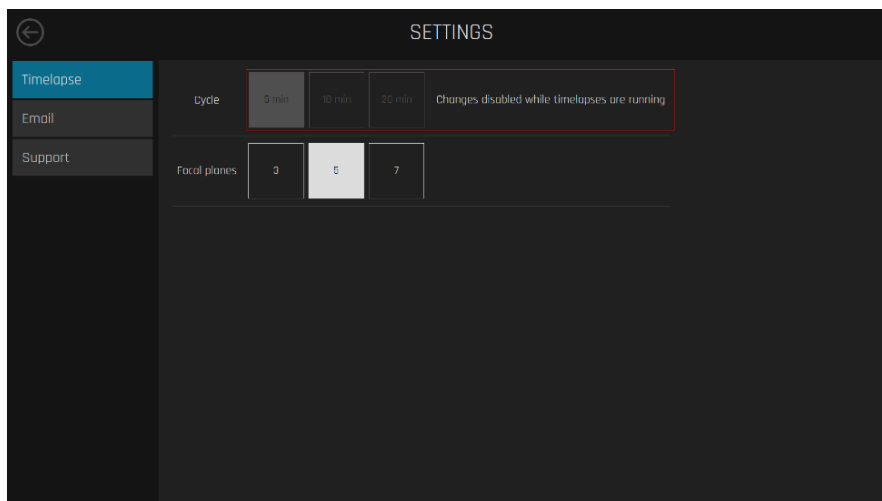 SETTINGS
Timelapse
Email
Support
Cycle
5 min
10 min
20 min
Changes disabled while timelapses are running
Focal planes
3
5
7